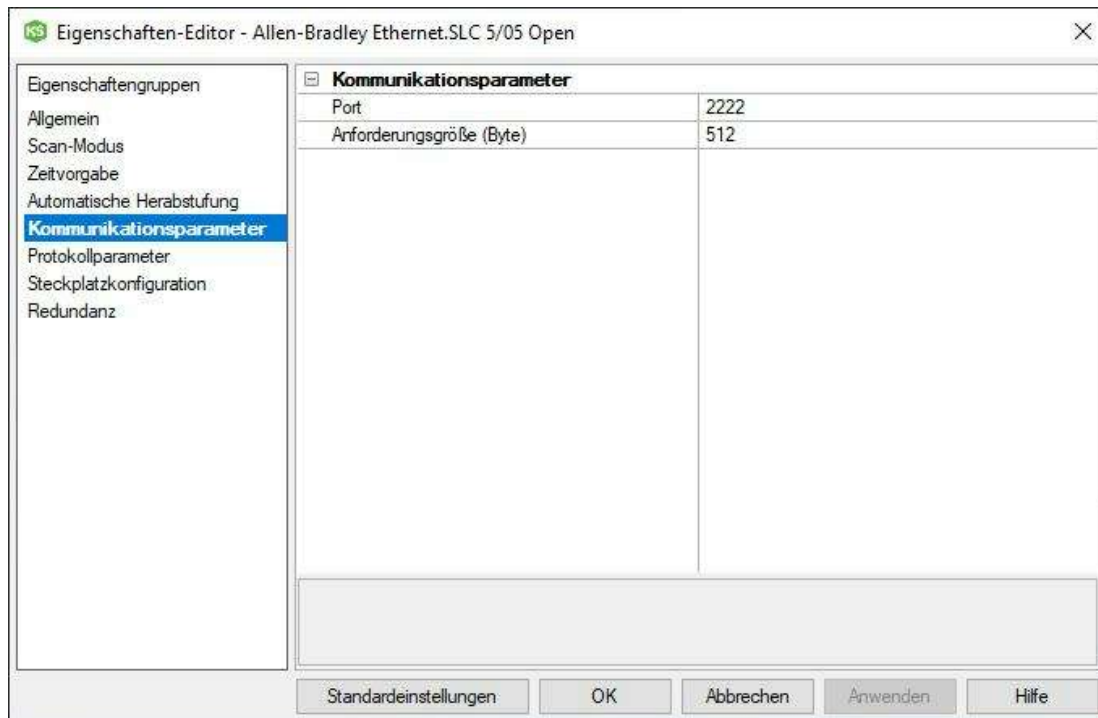 KS Eigenschaften-Editor - Allen-Bradley Ethernet.SLC 5/05 Open
Eigenschaftengruppen
Allgemein
Scan-Modus
Zeitvorgabe
Automatische Herabstufung
Kommunikationsparameter
Protokollparameter
Steckplatzkonfiguration
Redundanz
Kommunikationsparameter
Port 2222
Anforderungsgröße (Byte) 512
Standardeinstellungen OK Abbrechen Anwenden Hilfe